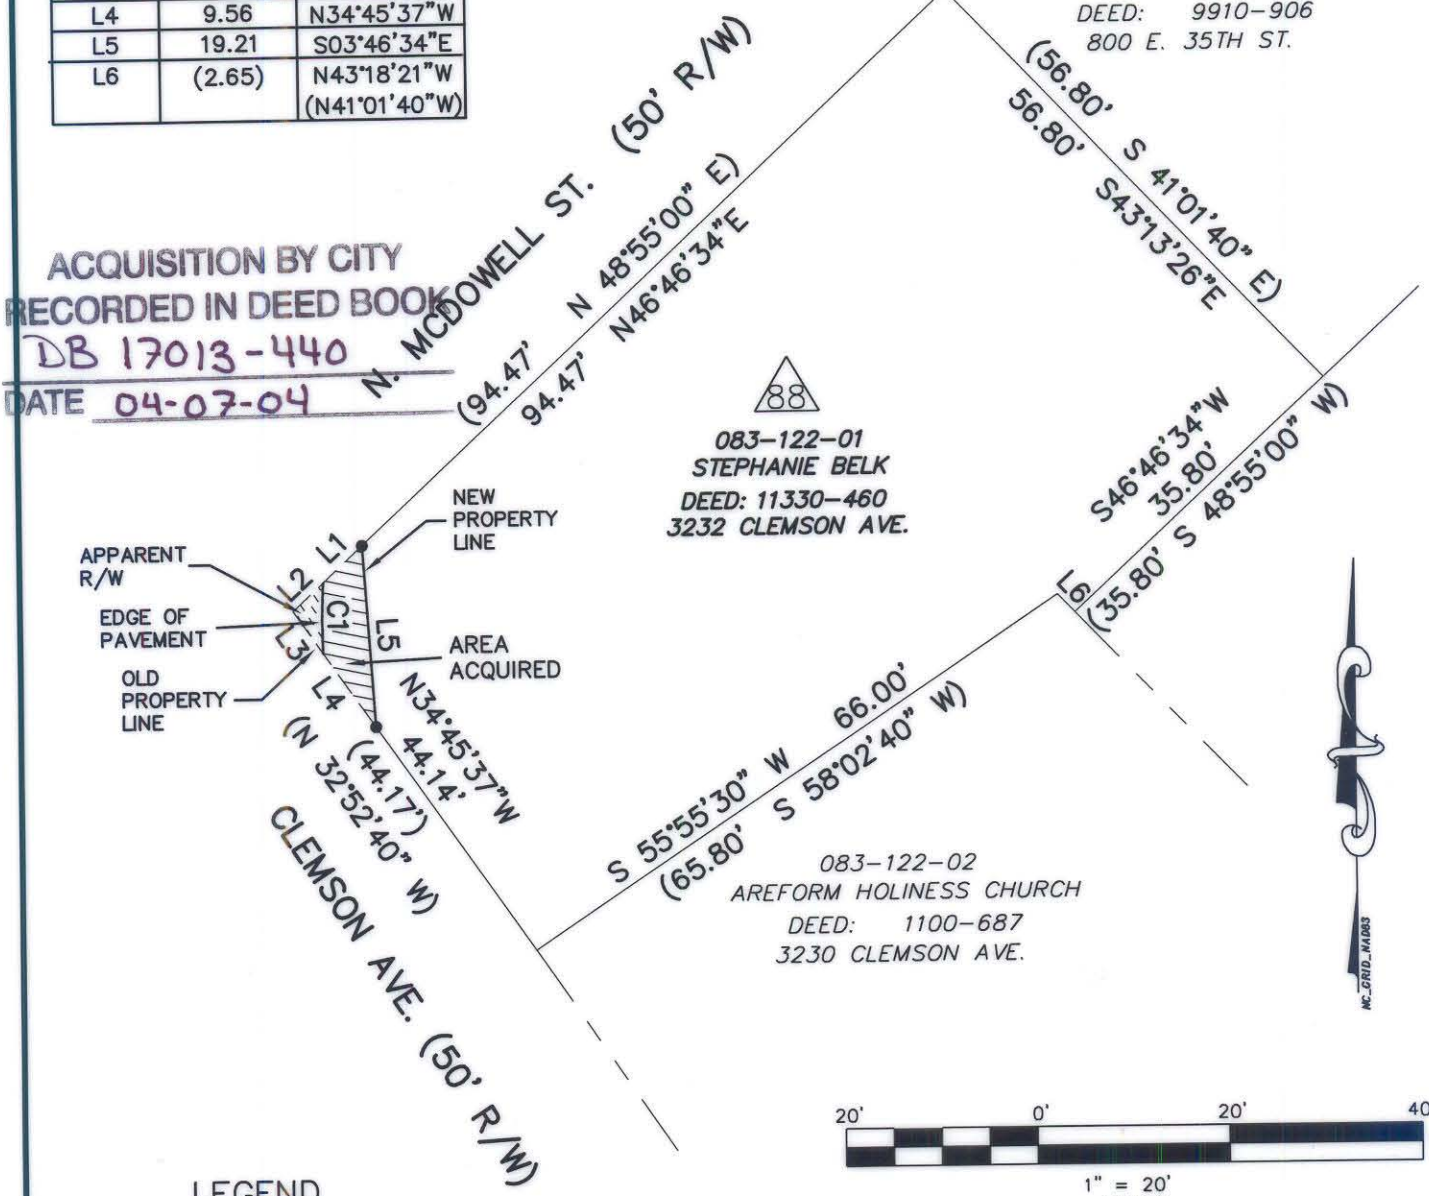 L4 9.56 N34°45'37"W
L5 19.21 S03°46'34"E
L6 (2.65) N43°18'21"W
(N41°01'40"W)
DEED: 9910-906
800 E. 35TH ST.
N. MCDOWELL ST. (50' R/W)
(56.80' S 41°01'40" E)
56.80' S43°13'26"E
ACQUISITION BY CITY
RECORDED IN DEED BOOK
DB 17013-440
DATE 04-07-04
(94.47' N 48°55'00" E)
94.47' N46°46'34"E
88
083-122-01
STEPHANIE BELK
DEED: 11330-460
3232 CLEMSON AVE.
S46°46'34"W
35.80'
(35.80' S 48°55'00" W)
NEW
PROPERTY
LINE
APPARENT
R/W
EDGE OF
PAVEMENT
OLD
PROPERTY
LINE
L1
L2
C1
L3
L5
L4
L6
AREA
ACQUIRED
N34°45'37"W
44.14'
(44.17')
(N 32°52'40" W)
S 55°55'30" W 66.00'
(65.80' S 58°02'40" W)
083-122-02
AREFORM HOLINESS CHURCH
DEED: 1100-687
3230 CLEMSON AVE.
CLEMSON AVE. (50' R/W)
NC_GRID_NAD83
20' 0' 20' 40
1" = 20'
LEGEND